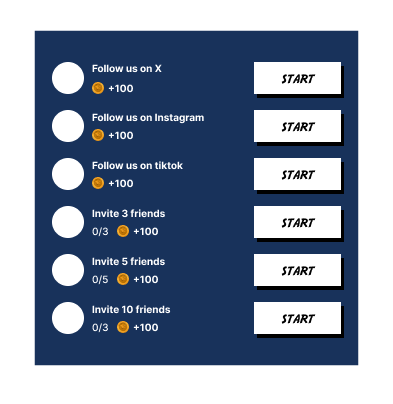 Follow us on X
+100
START
Follow us on Instagram
+100
START
Follow us on tiktok
+100
START
Invite 3 friends
0/3 +100
START
Invite 5 friends
0/5 +100
START
Invite 10 friends
0/3 +100
START